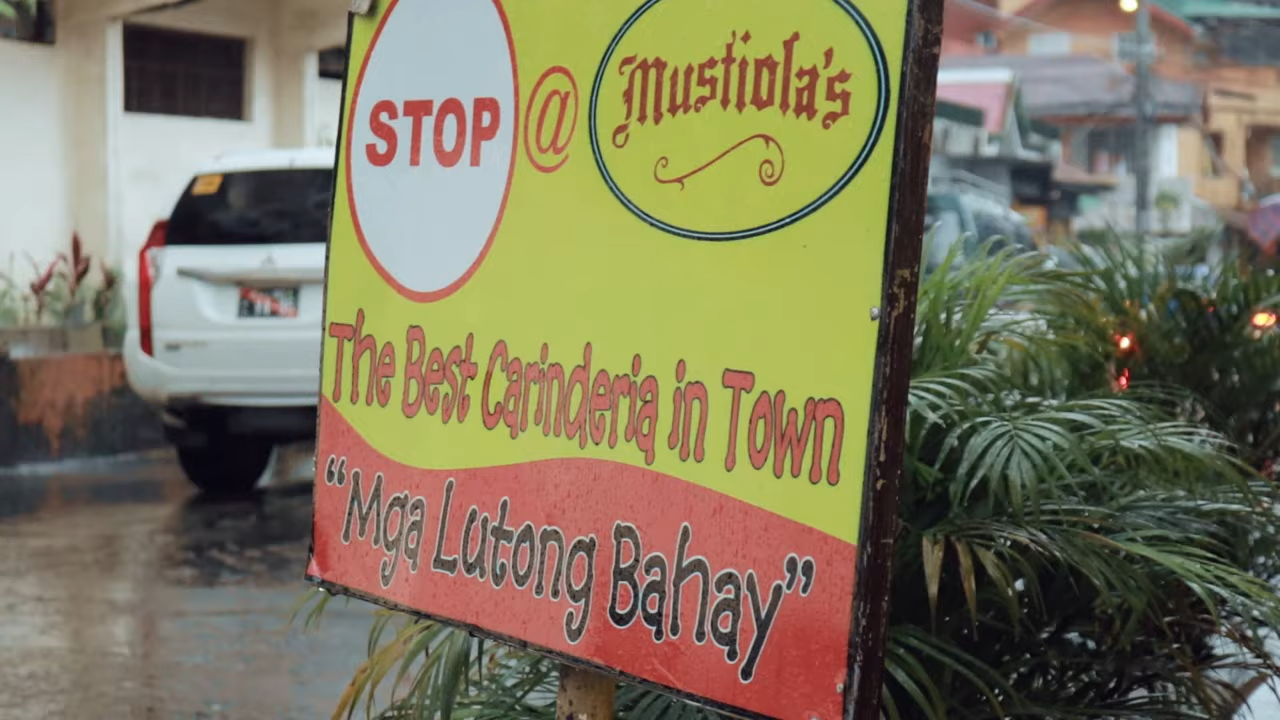 STOP @ Mustiola's
The Best Carinderia in Town
"Mga Lutong Bahay"